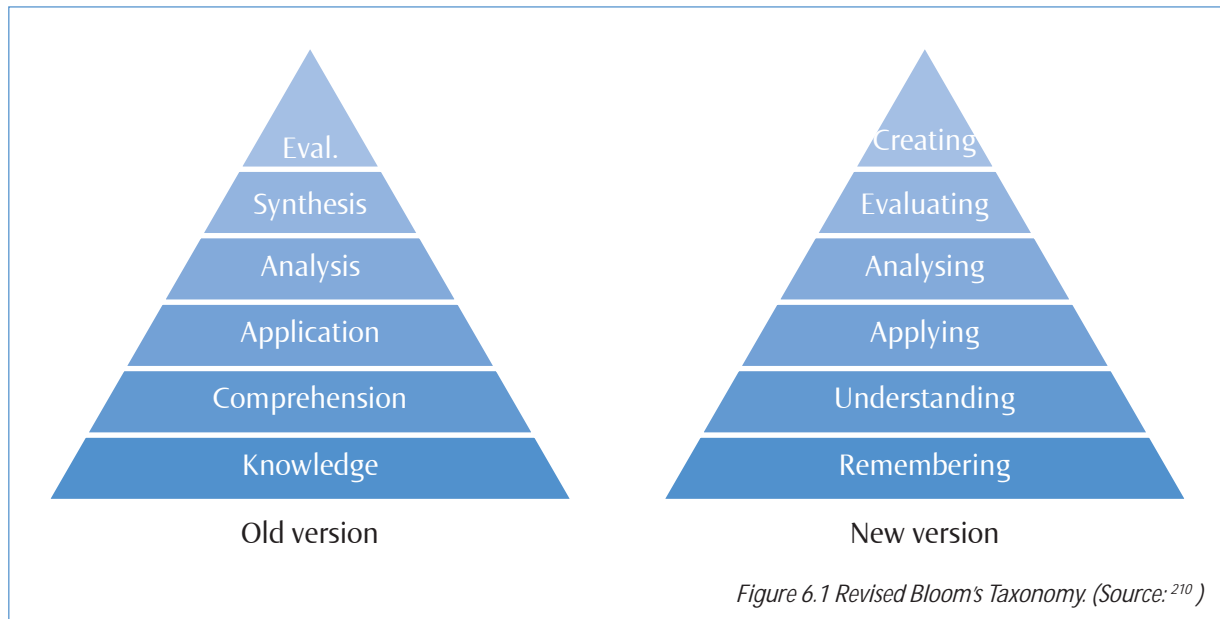 Eval.
Synthesis
Analysis
Application
Comprehension
Knowledge
Old version
Creating
Evaluating
Analysing
Applying
Understanding
Remembering
New version
Figure 6.1 Revised Bloom's Taxonomy. (Source: 210 )